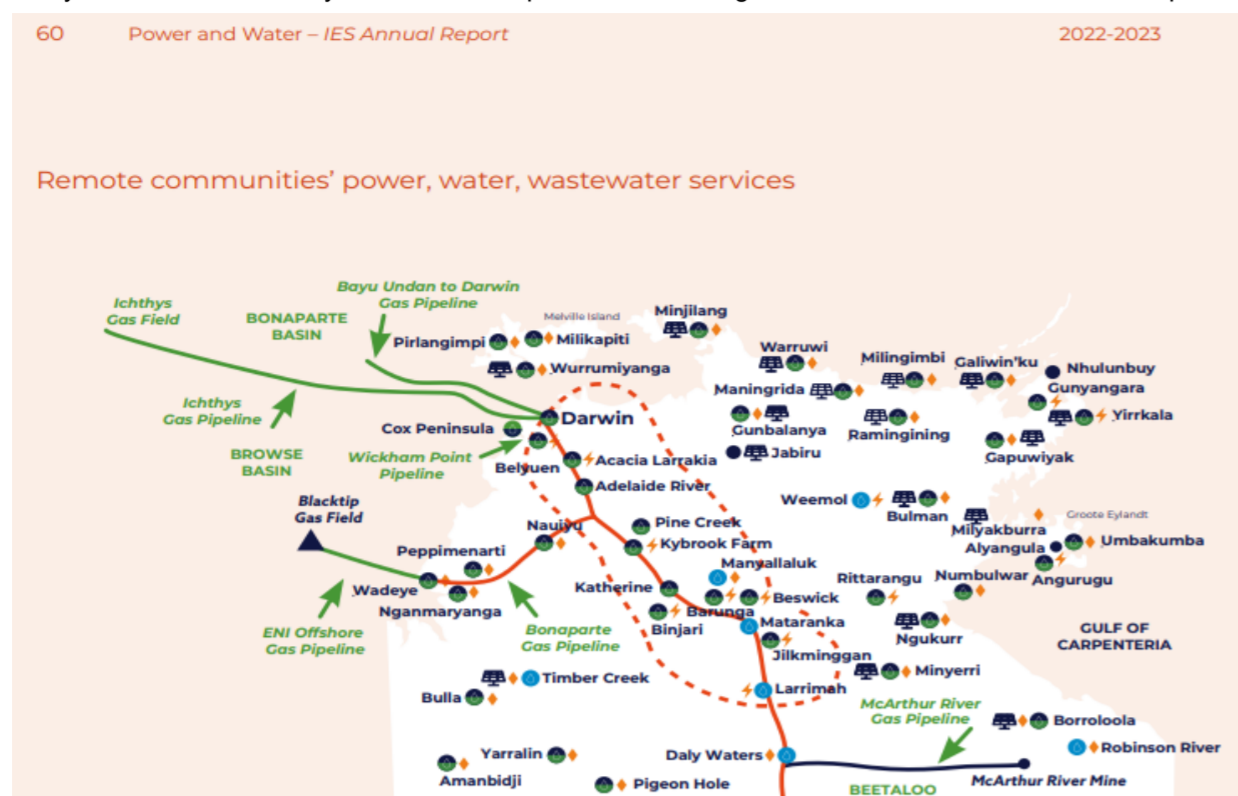 60
Power and Water – IES Annual Report
2022-2023
Remote communities' power, water, wastewater services
Ichthys
Gas Field
BONAPARTE
BASIN
Bayu Undan to Darwin
Gas Pipeline
Melville Island
Pirlangimpi
Milikapiti
Wurrumiyanga
Minjilang
Warruwi
Milingimbi
Galiwin'ku
Nhulunbuy
Gunyangara
Maningrida
Yirrkala
Ichthys
Gas Pipeline
Cox Peninsula
Darwin
Gunbalanya
Ramingining
Gapuwiyak
BROWSE
BASIN
Wickham Point
Pipeline
Belyuen
Acacia Larrakia
Jabiru
Adelaide River
Blacktip
Gas Field
Weemol
Bulman
Milyakburra
Groote Eylandt
Nauiyu
Pine Creek
Kybrook Farm
Alyangula
Umbakumba
Peppimenarti
Manyallaluk
Rittarangu
Numbulwar
Angurugu
Wadeye
Katherine
Beswick
Nganmaryanga
Barunga
Binjari
Mataranka
Ngukurr
GULF OF
CARPENTERIA
ENI Offshore
Gas Pipeline
Bonaparte
Gas Pipeline
Jilkminggan
Minyerri
Timber Creek
Bulla
Larrimah
McArthur River
Gas Pipeline
Borroloola
Yarralin
Daly Waters
Robinson River
Amanbidji
Pigeon Hole
McArthur River Mine
BEETALOO